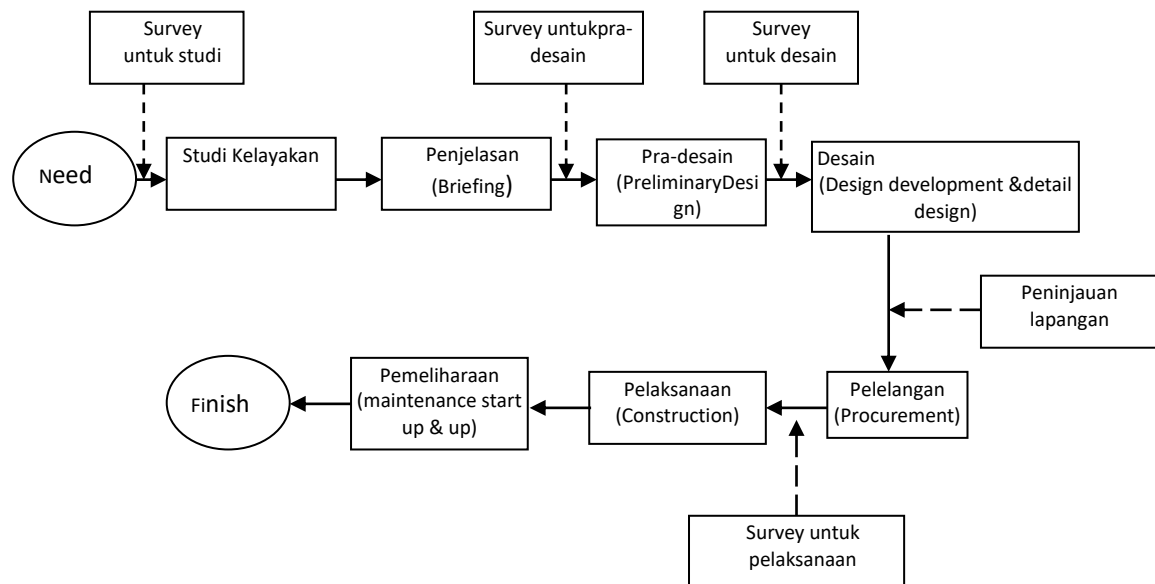 Survey
untuk studi
Survey untukpra-
desain
Survey
untuk desain
Need
Studi Kelayakan
Penjelasan
(Briefing)
Pra-desain
(PreliminaryDesi
gn)
Desain
(Design development &detail
design)
Peninjauan
lapangan
Finish
Pemeliharaan
(maintenance start
up & up)
Pelaksanaan
(Construction)
Pelelangan
(Procurement)
Survey untuk
pelaksanaan